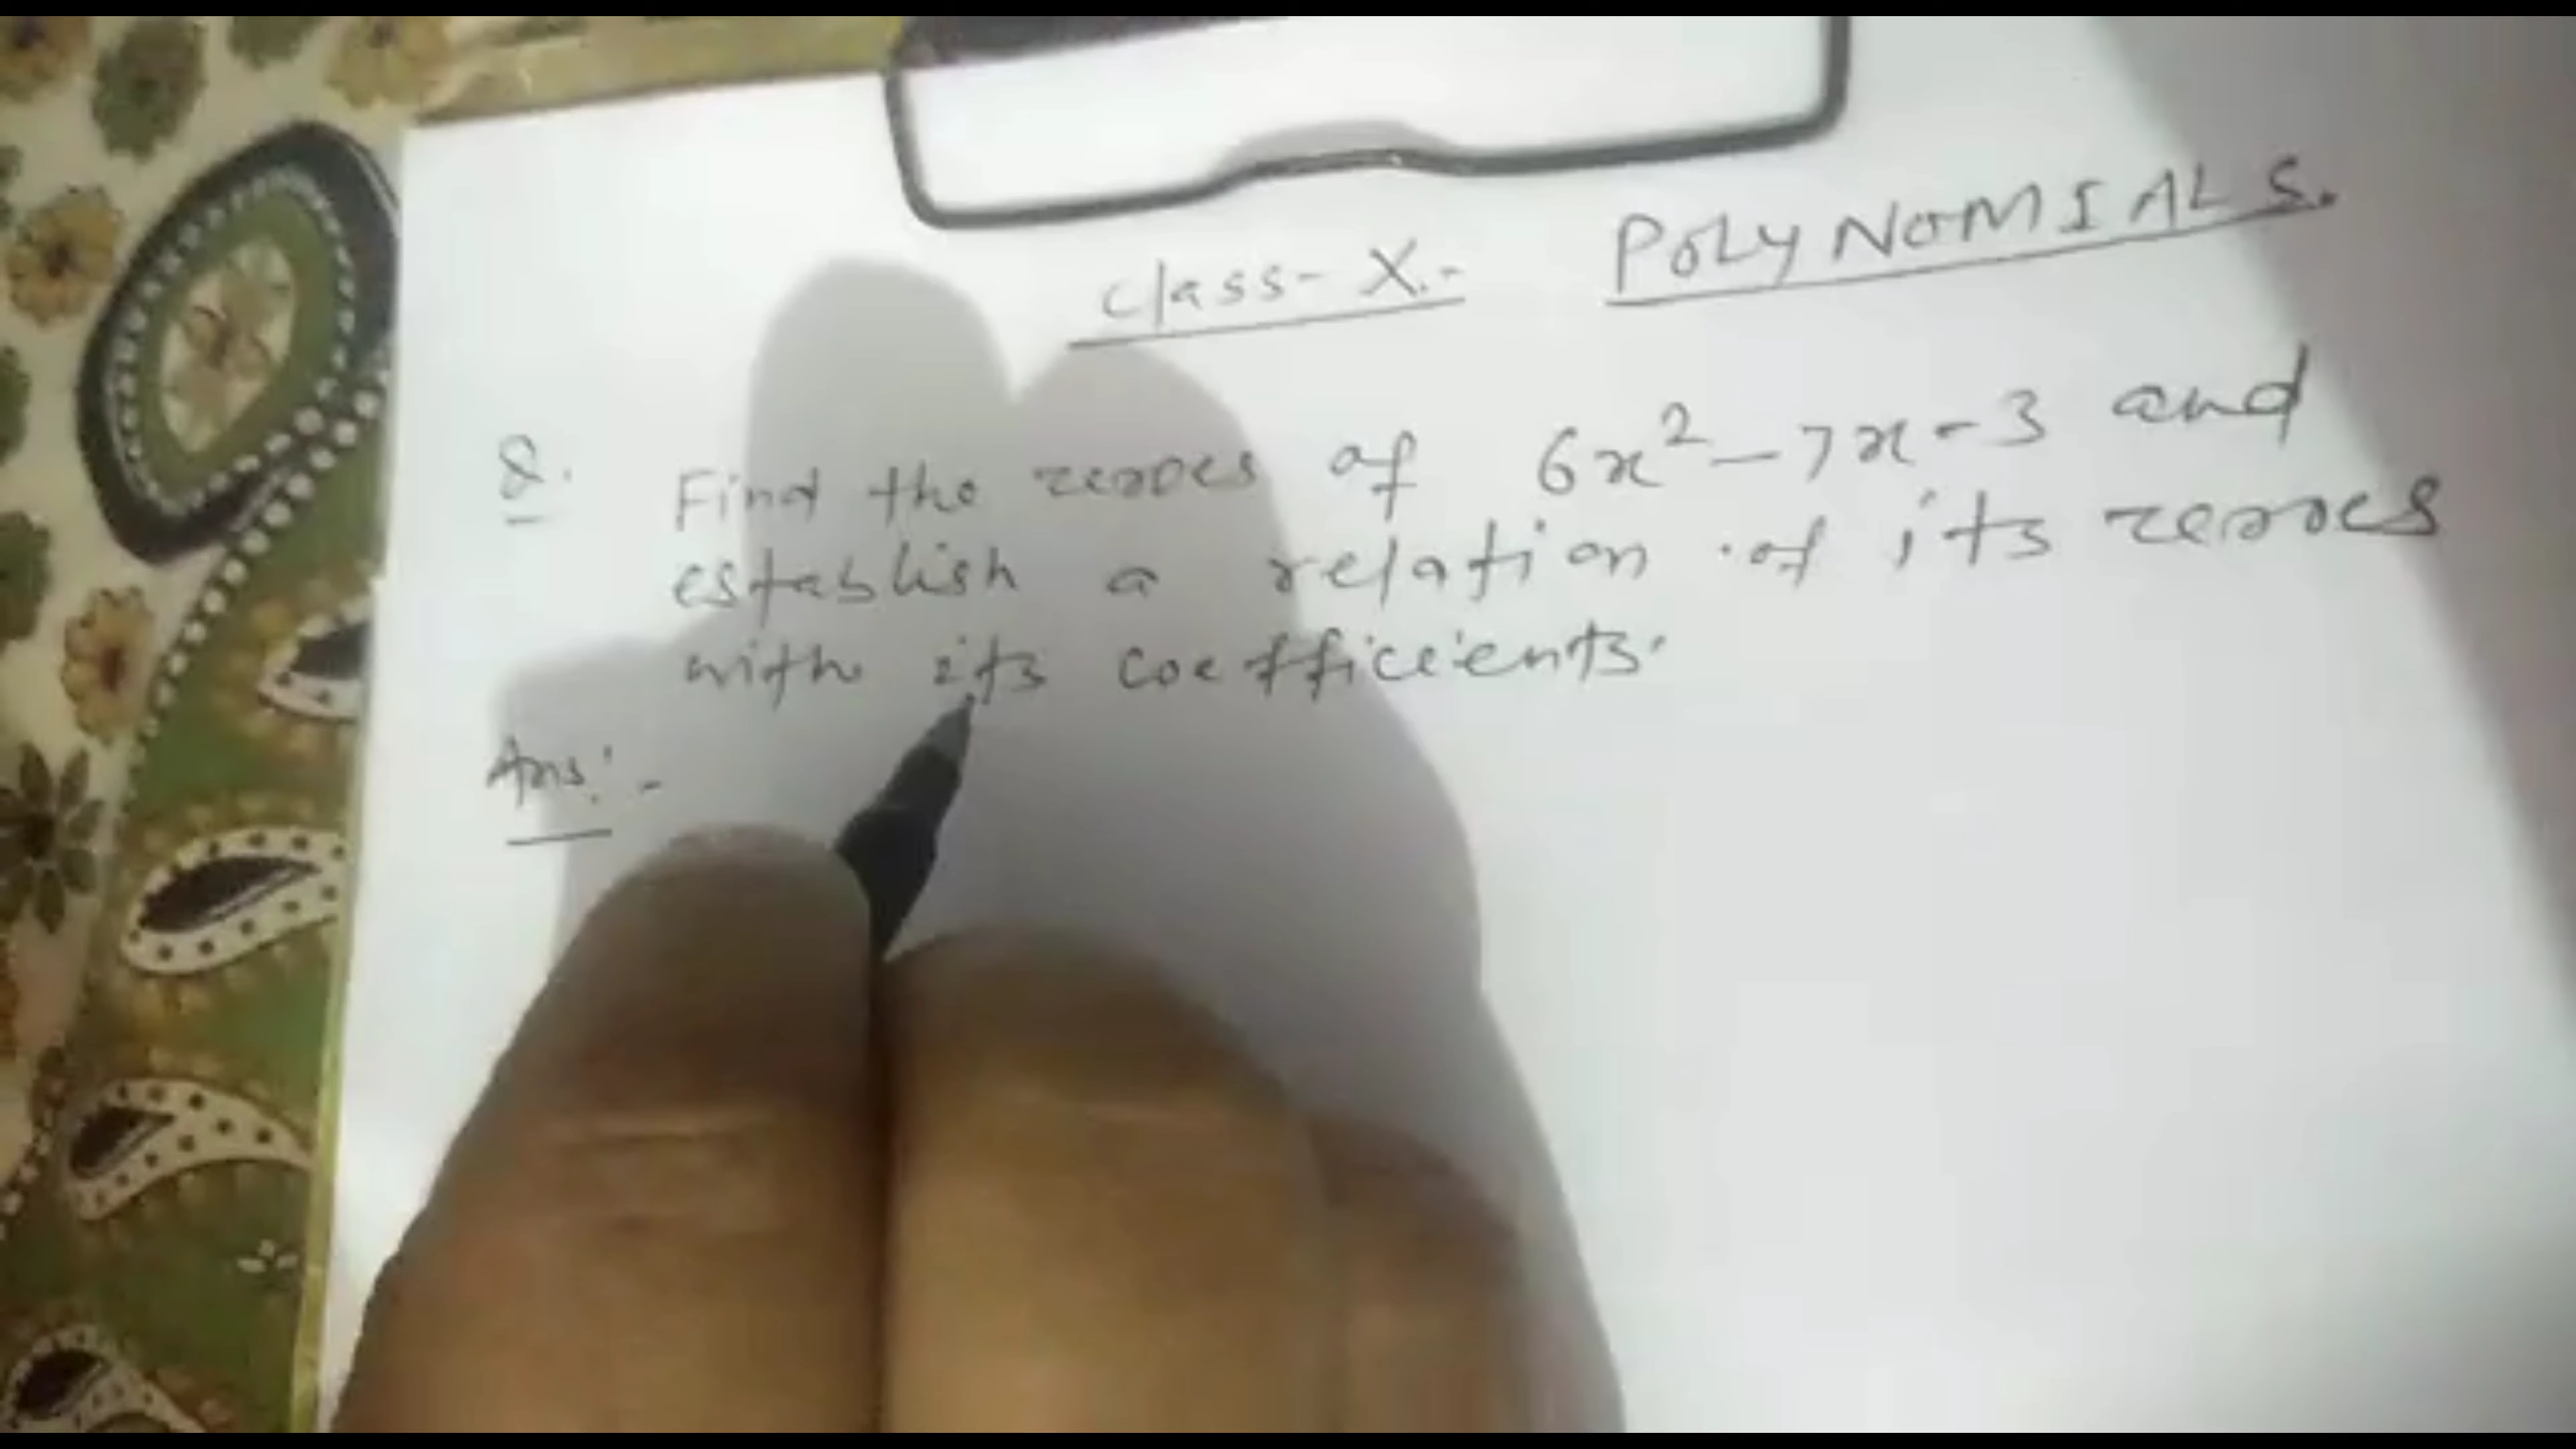 Class-X.- POLYNOMIALS.
Q. Find the zeroes of 6x²-7x-3 and
establish a relation of its zeroes
with its coefficients.
Ans:-